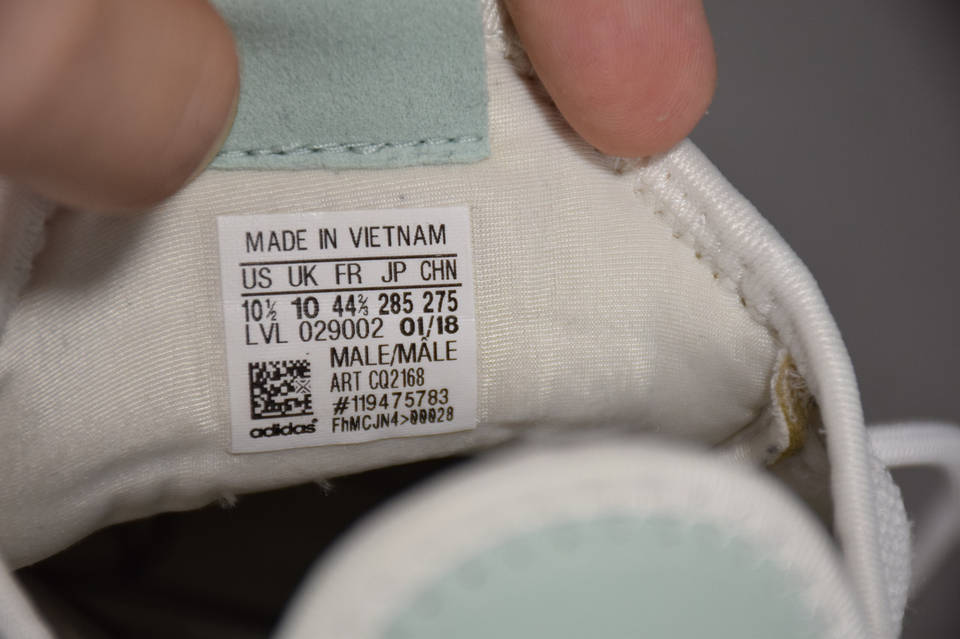 MADE IN VIETNAM
US UK FR JP CHN
10½ 10 44⅔ 285 275
LVL 029002 01/18
MALE/MÂLE
ART CQ2168
#119475783
adidas FhMCJN4>00028